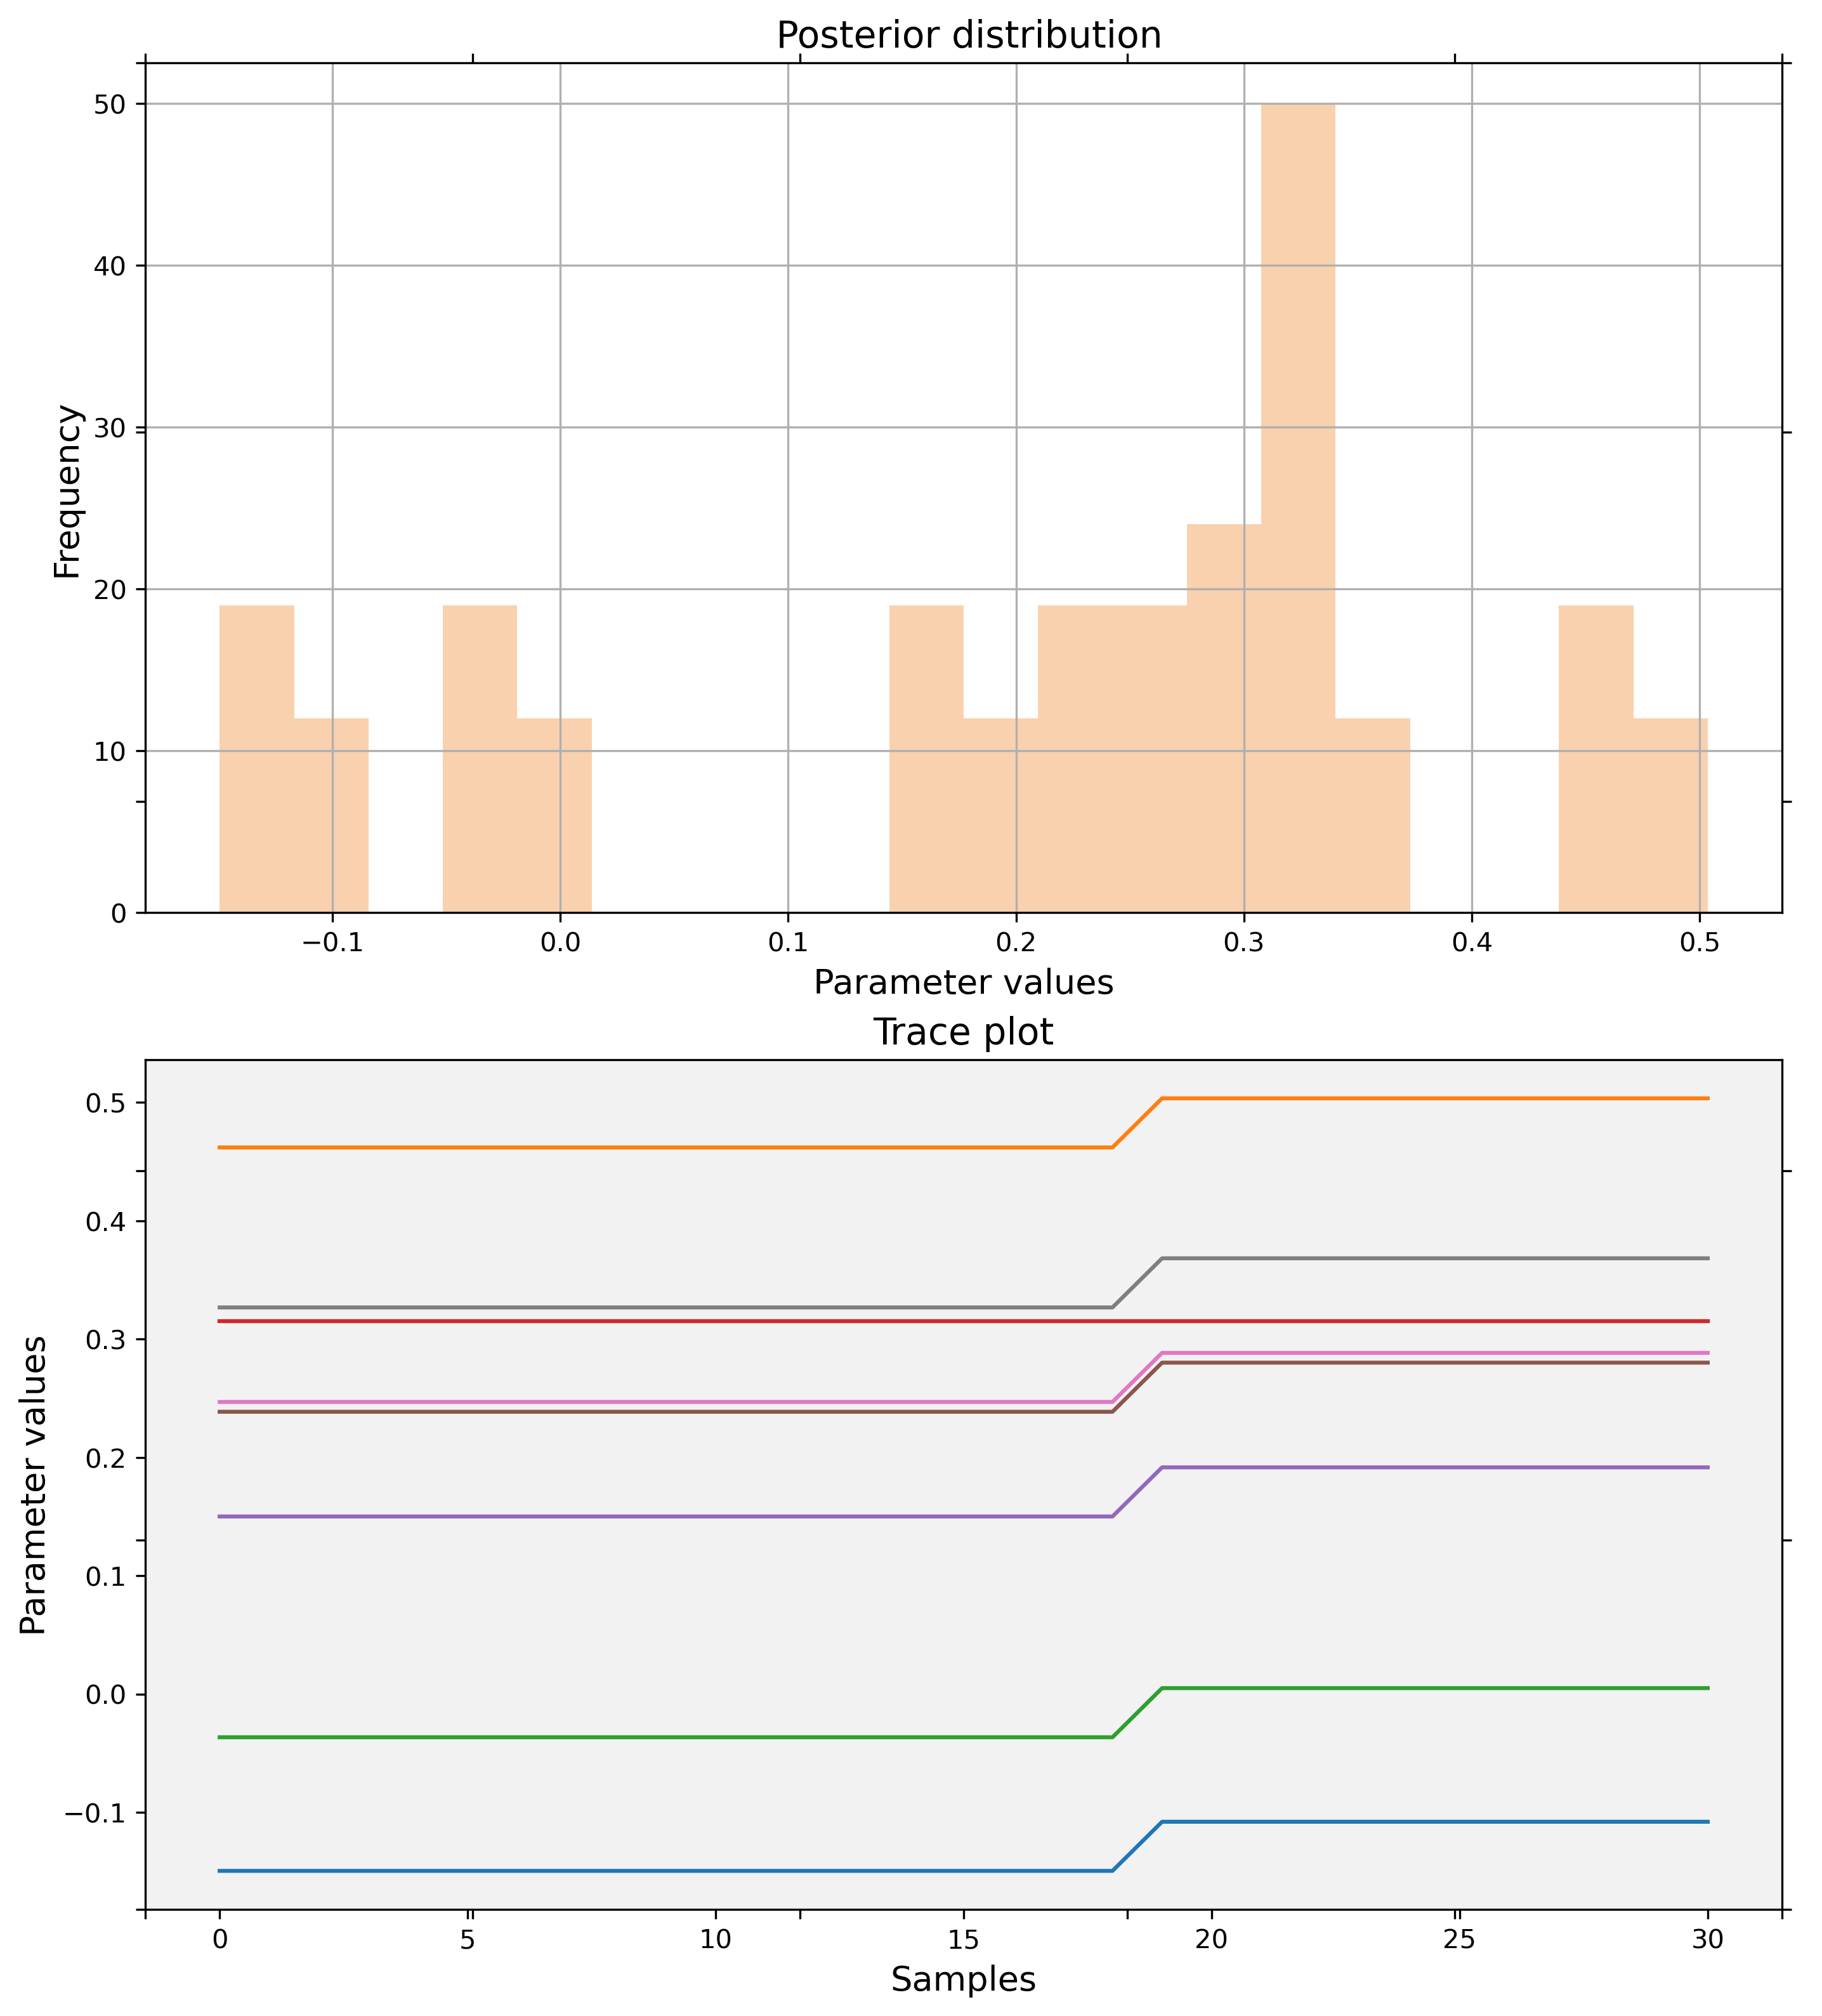 Posterior distribution
50
40
30
20
10
0
Frequency
−0.1 0.0 0.1 0.2 0.3 0.4 0.5
Parameter values
Trace plot
0.5
0.4
0.3
0.2
0.1
0.0
−0.1
Parameter values
0 5 10 15 20 25 30
Samples